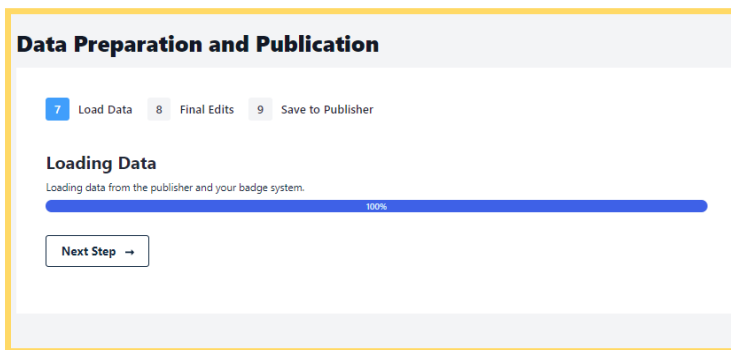 Data Preparation and Publication
7 Load Data 8 Final Edits 9 Save to Publisher
Loading Data
Loading data from the publisher and your badge system.
100%
Next Step →